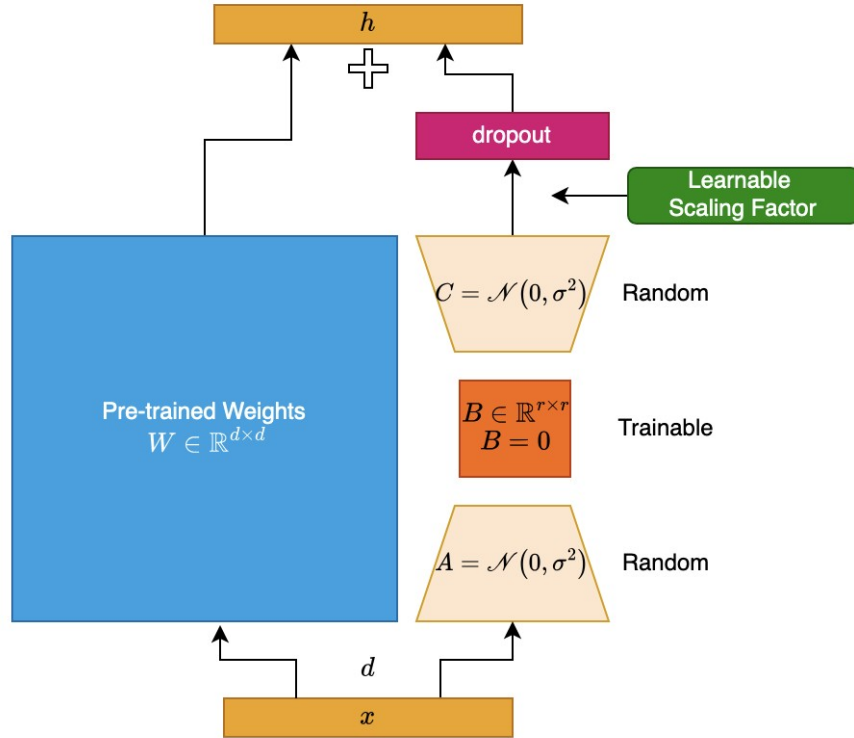 h
dropout
Learnable
Scaling Factor
C = 𝒩(0, σ²)
Random
Pre-trained Weights
W ∈ ℝ^{d×d}
B ∈ ℝ^{r×r}
B = 0
Trainable
A = 𝒩(0, σ²)
Random
d
x